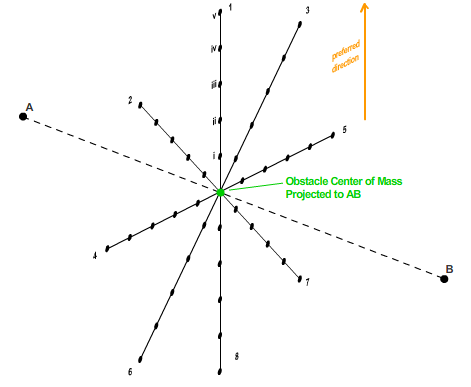 v
1
3
iv
preferred
direction
iii
2
A
ii
5
i
Obstacle Center of Mass
Projected to AB
4
B
7
8
6